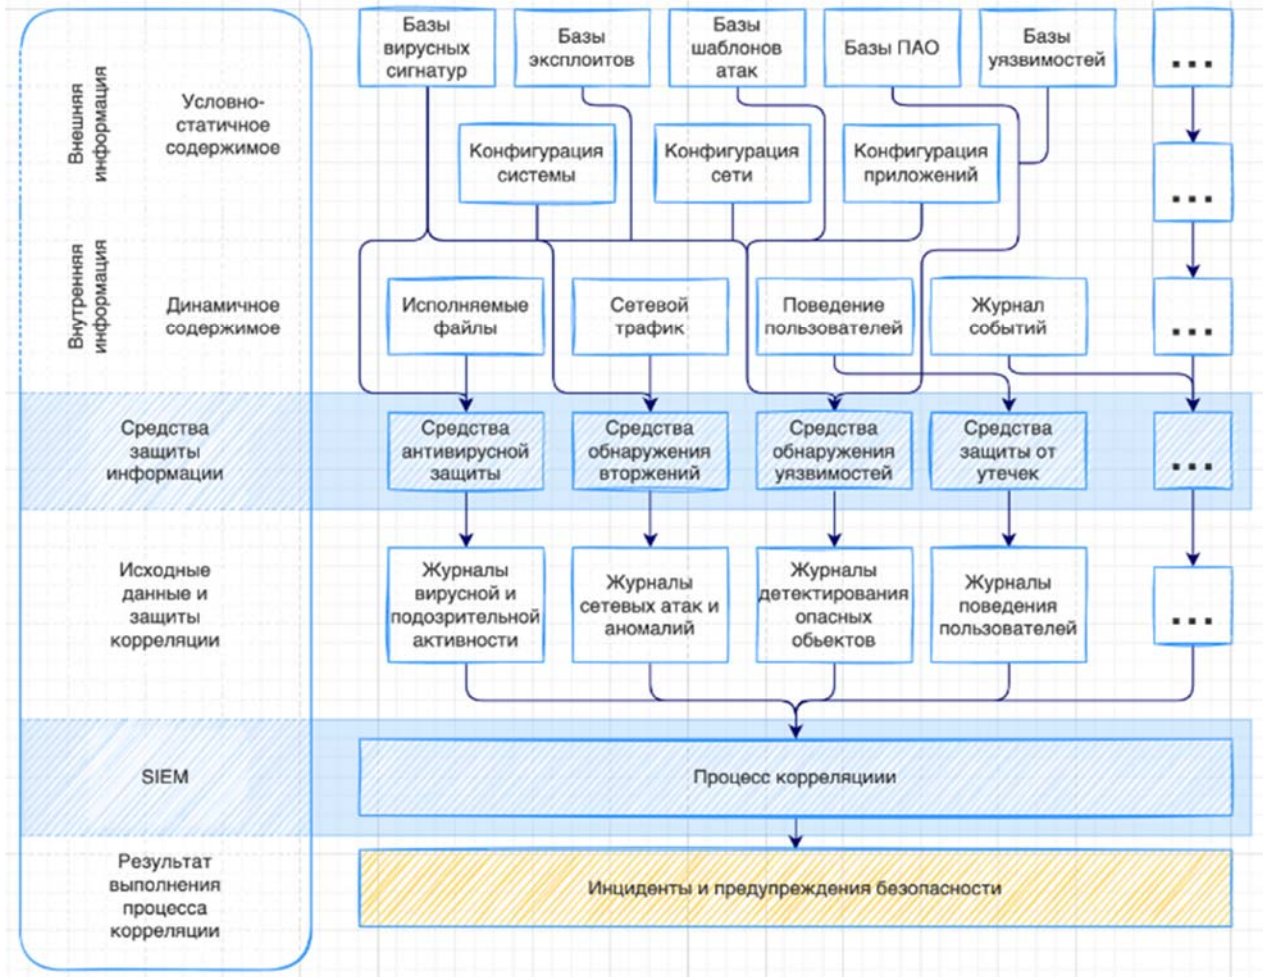 Базы
вирусных
сигнатур
Базы
эксплоитов
Базы
шаблонов
атак
Базы ПАО
Базы
уязвимостей
...
Внешняя
информация
Условно-
статичное
содержимое
Конфигурация
системы
Конфигурация
сети
Конфигурация
приложений
...
Внутренняя
информация
Динамичное
содержимое
Исполняемые
файлы
Сетевой
трафик
Поведение
пользователей
Журнал
событий
...
Средства
защиты
информации
Средства
антивирусной
защиты
Средства
обнаружения
вторжений
Средства
обнаружения
уязвимостей
Средства
защиты от
утечек
...
Исходные
данные и
защиты
корреляции
Журналы
вирусной и
подозрительной
активности
Журналы
сетевых атак и
аномалий
Журналы
детектирования
опасных
обьектов
Журналы
поведения
пользователей
...
SIEM
Процесс корреляциии
Результат
выполнения
процесса
корреляции
Инциденты и предупреждения безопасности